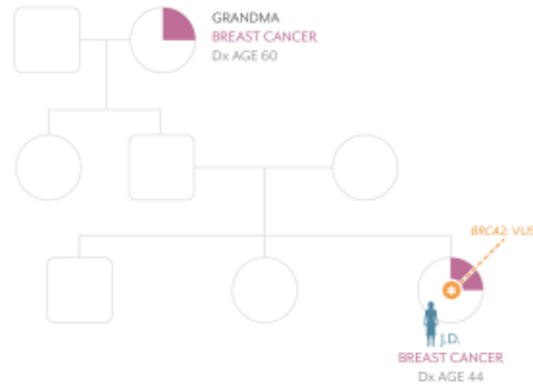 GRANDMA
BREAST CANCER
Dx AGE 60
BRCA2: VUS
J.D.
BREAST CANCER
Dx AGE 44